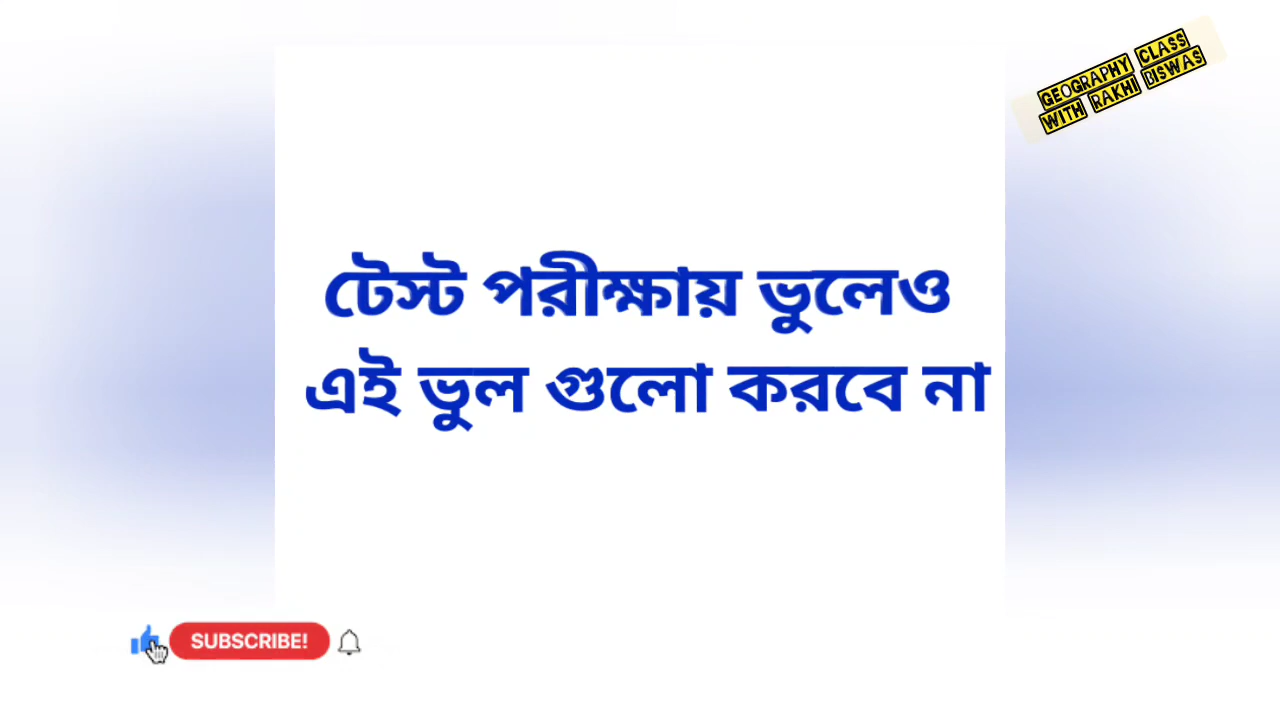 GEOGRAPHY CLASS
WITH RAKHI BISWAS
টেস্ট পরীক্ষায় ভুলেও
এই ভুল গুলো করবে না
SUBSCRIBE!